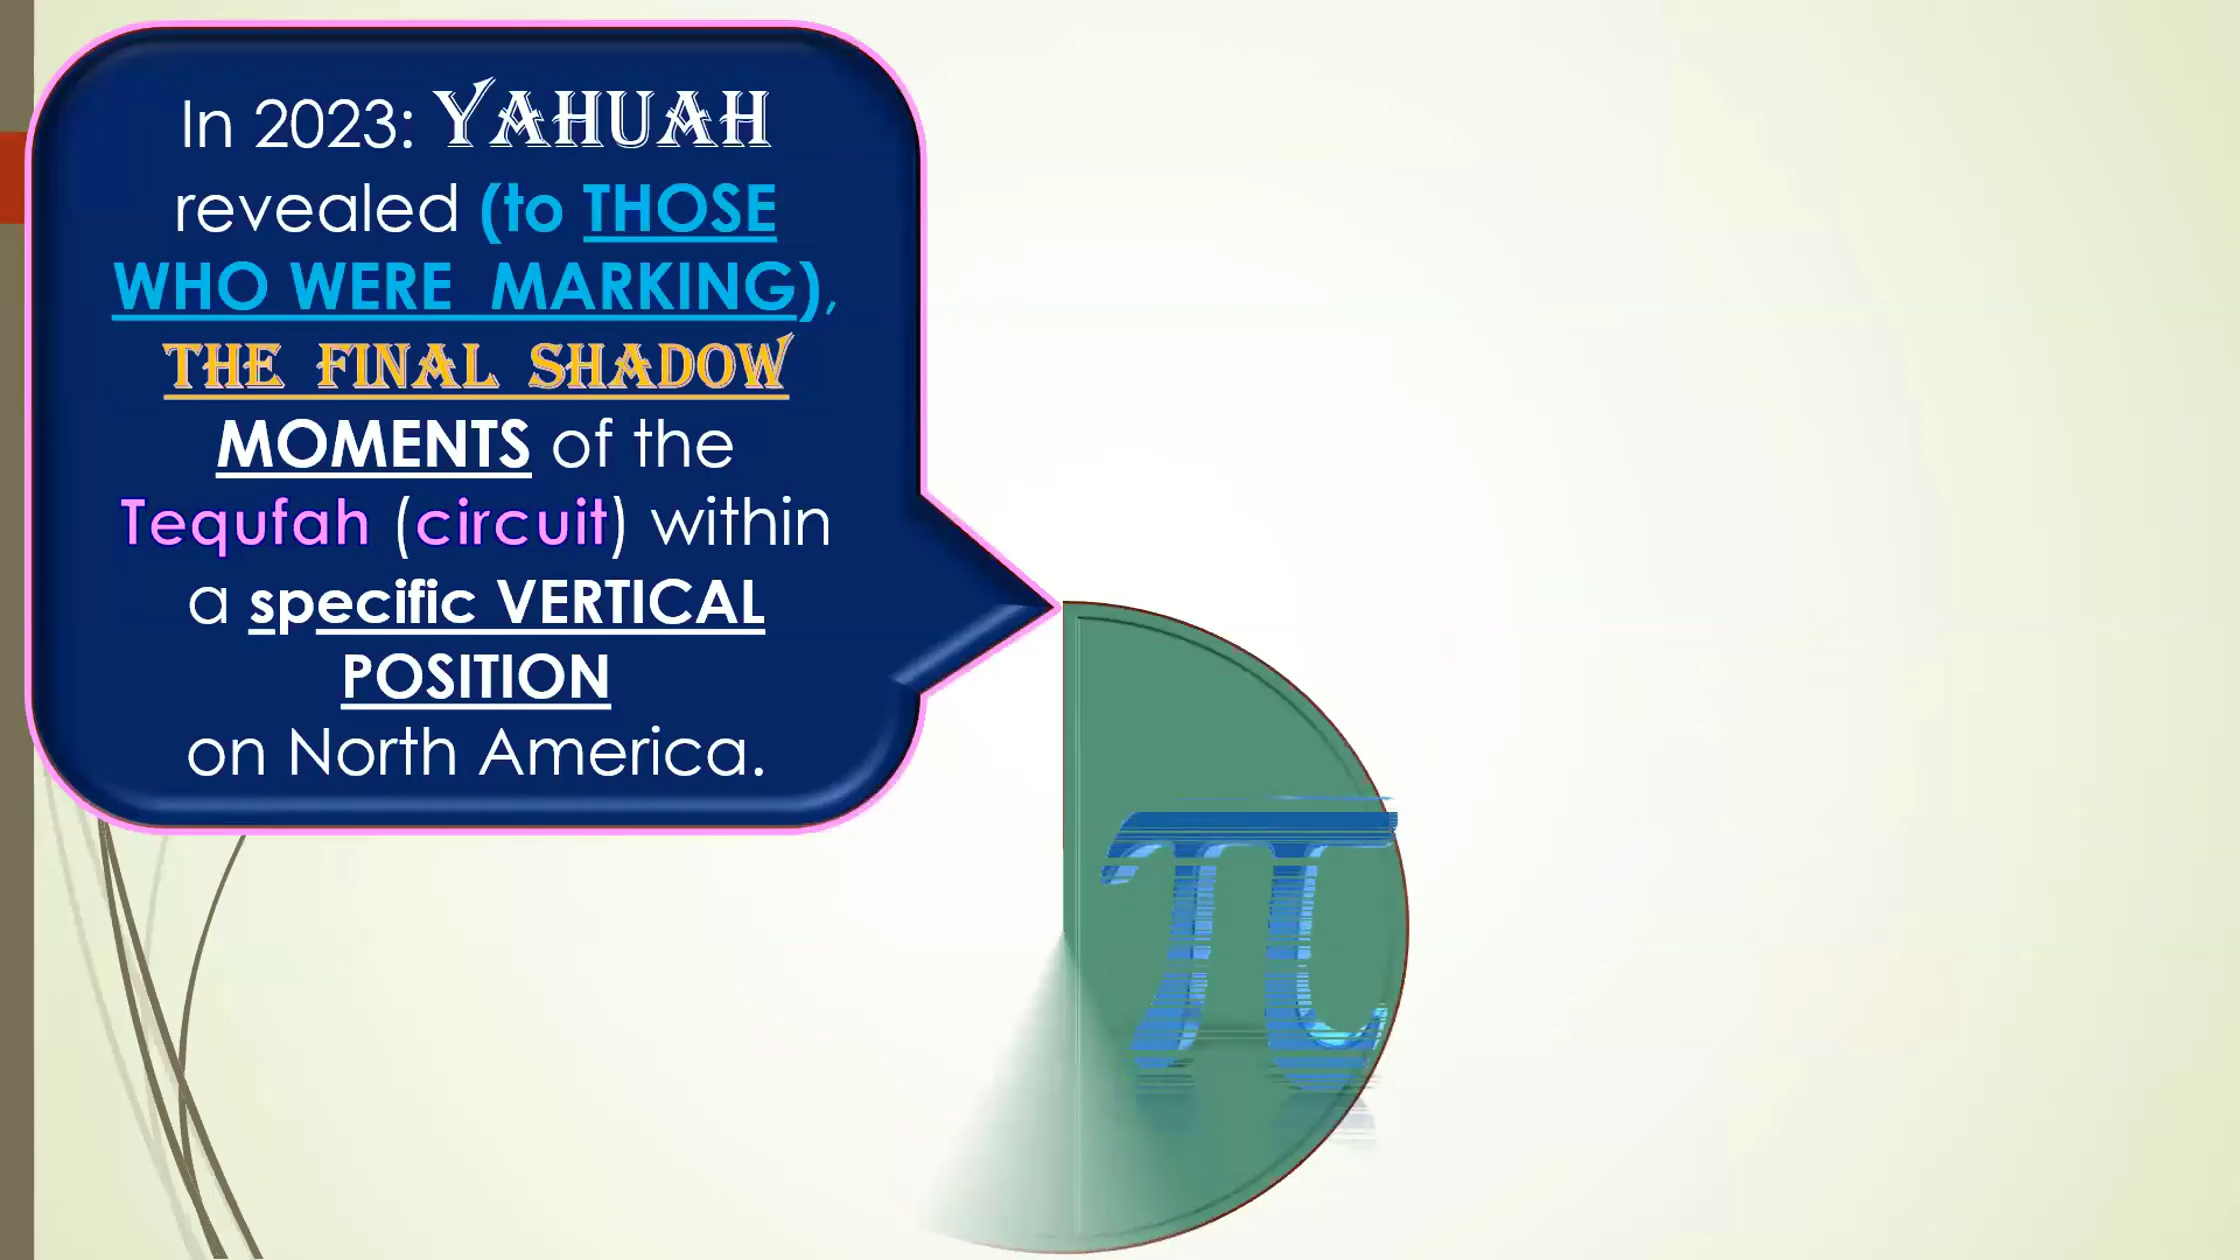 In 2023: YAHUAH
revealed (to THOSE
WHO WERE MARKING),
THE FINAL SHADOW
MOMENTS of the
Tequfah (circuit) within
a specific VERTICAL
POSITION
on North America.
π